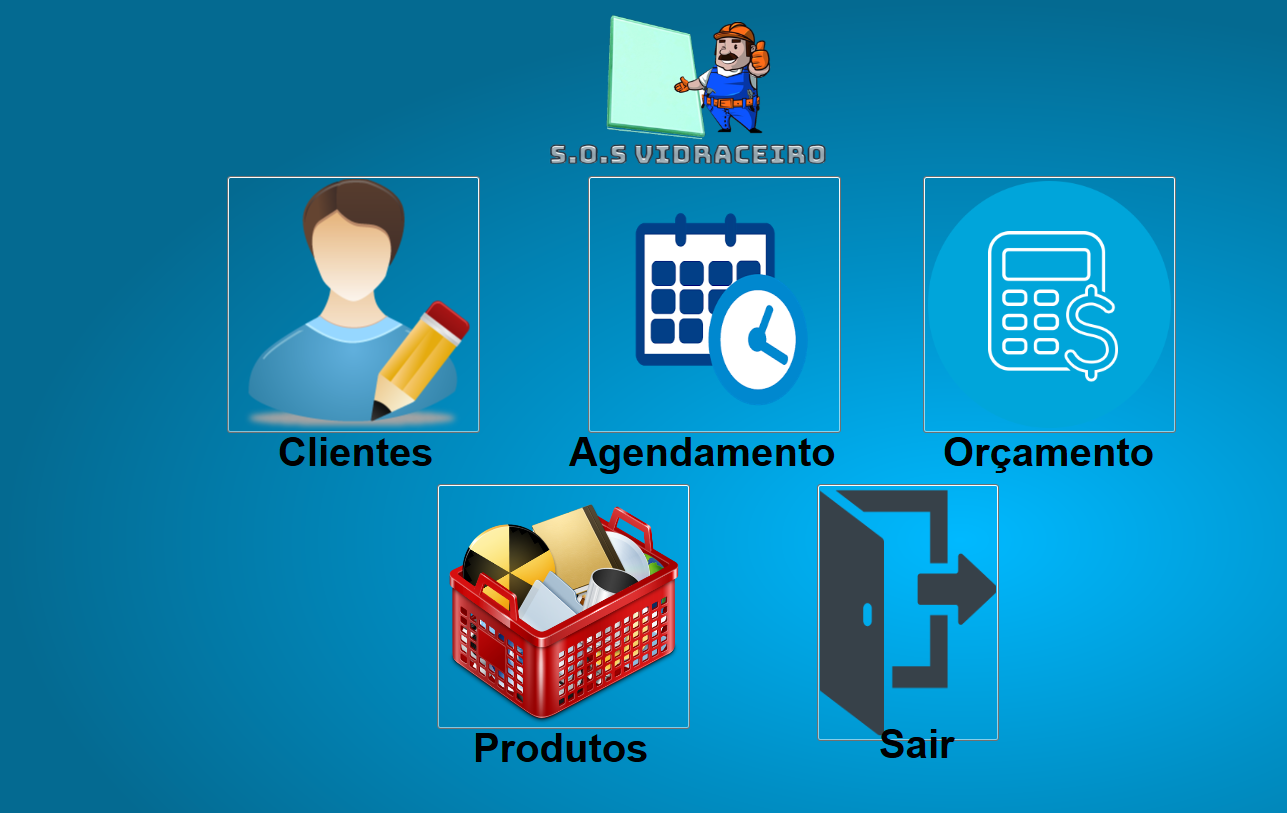 S.O.S VIDRACEIRO
Clientes
Agendamento
Orçamento
Produtos
Sair